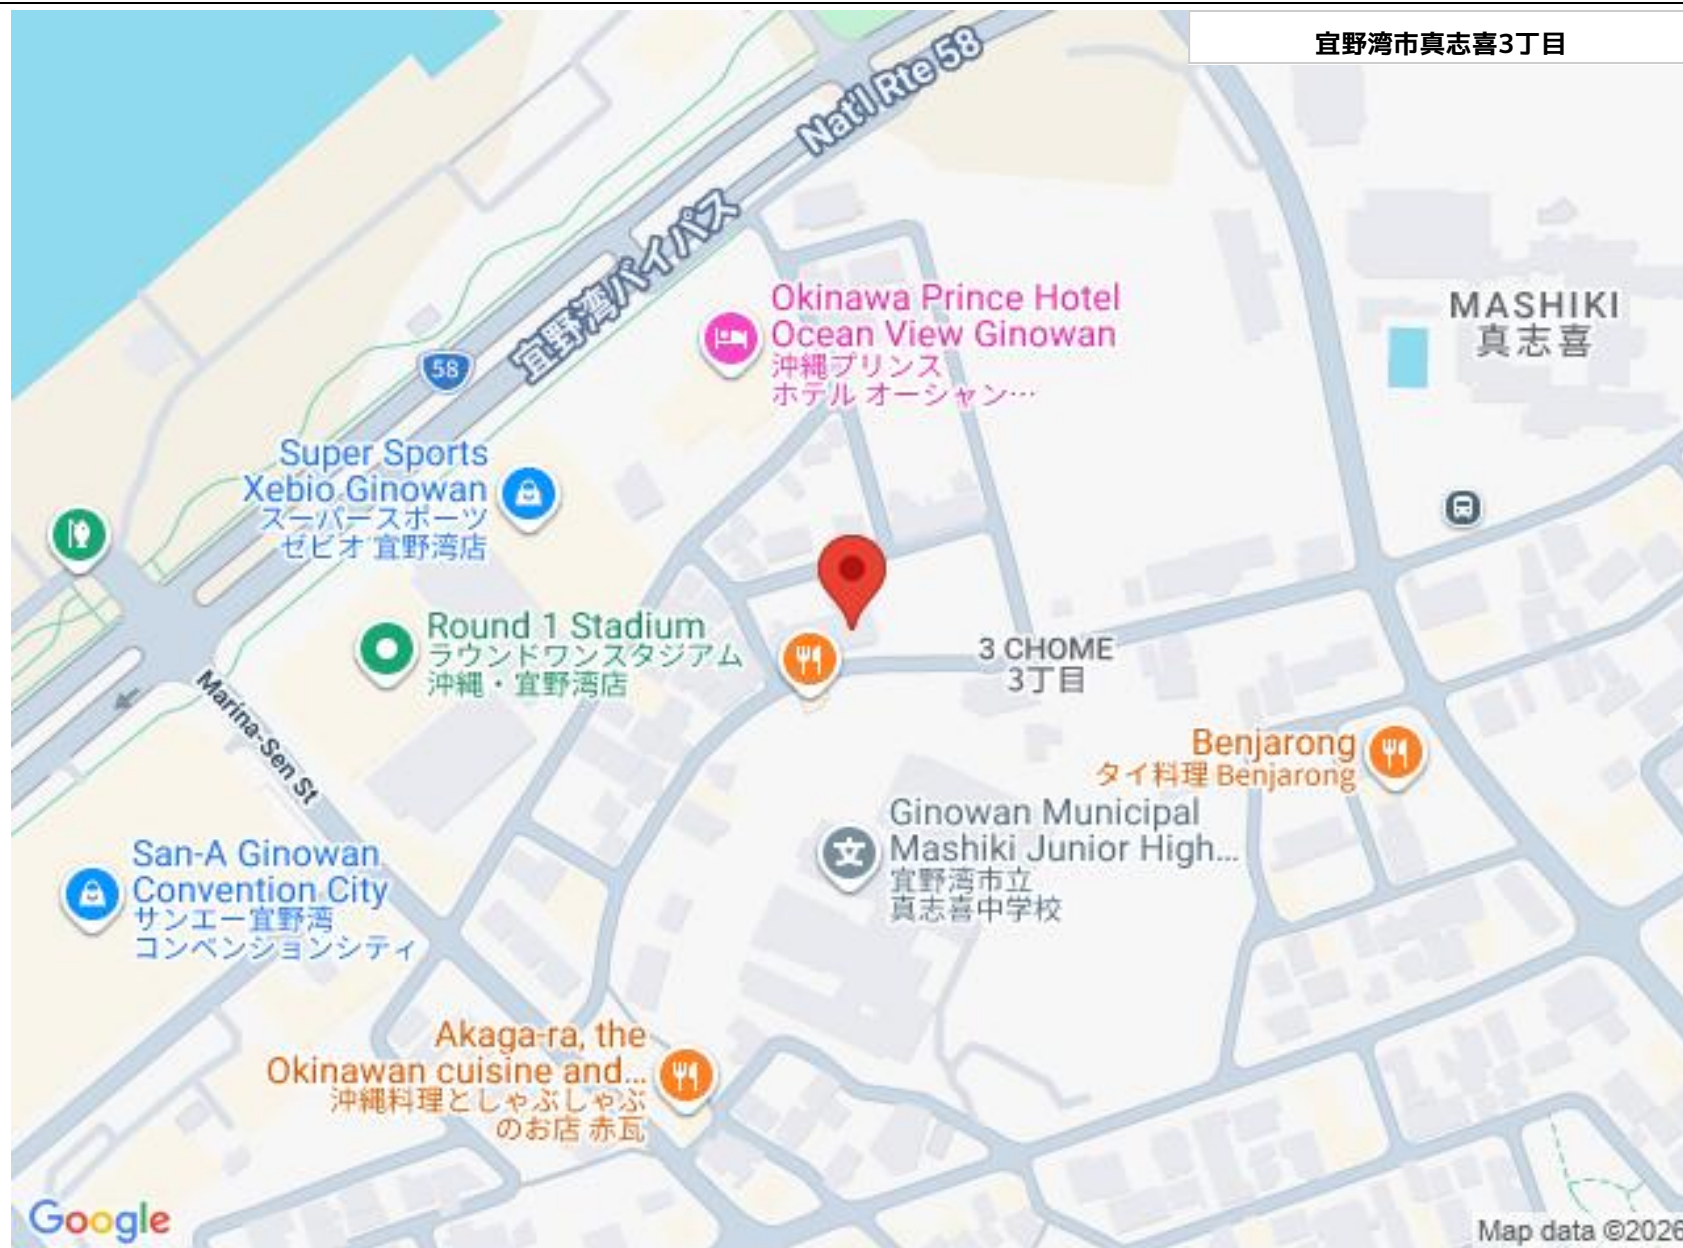 宜野湾市真志喜3丁目
Nat'l Rte 58
宜野湾バイパス
58
Okinawa Prince Hotel
Ocean View Ginowan
沖縄プリンス
ホテル オーシャン…
MASHIKI
真志喜
Super Sports
Xebio Ginowan
スーパースポーツ
ゼビオ 宜野湾店
Round 1 Stadium
ラウンドワンスタジアム
沖縄・宜野湾店
3 CHOME
3丁目
Marina-Sen St
Benjarong
タイ料理 Benjarong
Ginowan Municipal
Mashiki Junior High...
宜野湾市立
真志喜中学校
文
San-A Ginowan
Convention City
サンエー宜野湾
コンベンションシティ
Akaga-ra, the
Okinawan cuisine and...
沖縄料理としゃぶしゃぶ
のお店 赤瓦
Google
Map data ©2026